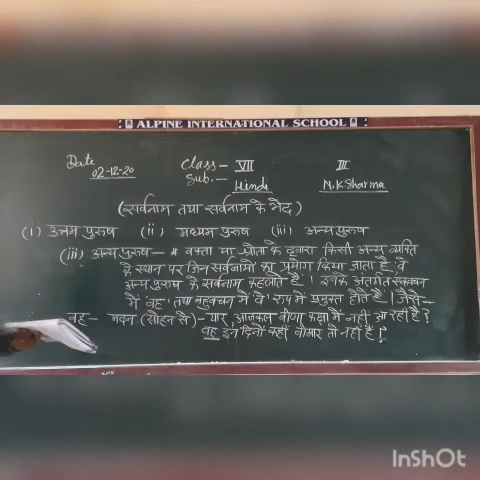 ALPINE INTERNATIONAL SCHOOL
Date 02-12-20 Class- VII III
Sub.- Hindi N.K Sharma
(सर्वनाम तथा सर्वनाम के भेद)
(i) उत्तम पुरुष (ii) मध्यम पुरुष (iii) अन्य पुरुष
(iii) अन्य पुरुष - * वक्ता या श्रोता के द्वारा किसी अन्य व्यक्ति
के स्थान पर जिन सर्वनामों का प्रयोग किया जाता है, वे
अन्य पुरुष के सर्वनाम कहलाते हैं। इसके अंतर्गत एकवचन
में 'वह' तथा बहुवचन में 'वे' रूप में प्रयुक्त होते हैं। जैसे-
वह- मदन (सोहन से) - यार, आजकल वीणा कक्षा में नहीं आ रही है?
वह इन दिनों कहीं बीमार तो नहीं है।
InShOt